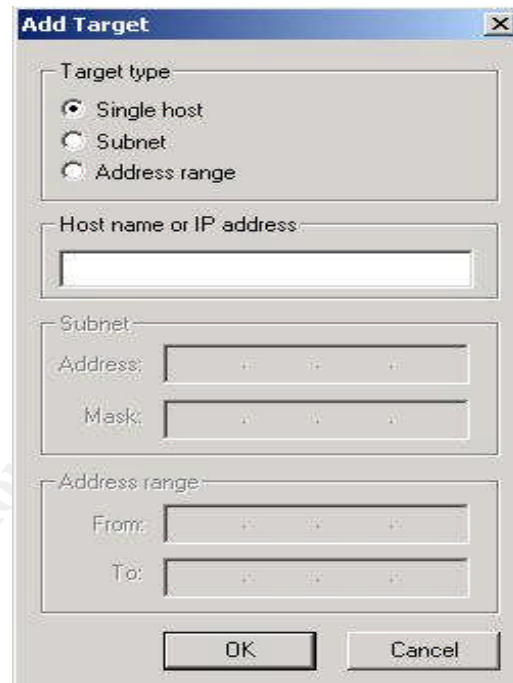 Add Target
Target type
Single host
Subnet
Address range
Host name or IP address
Subnet
Address:
Mask:
Address range
From:
To:
OK
Cancel